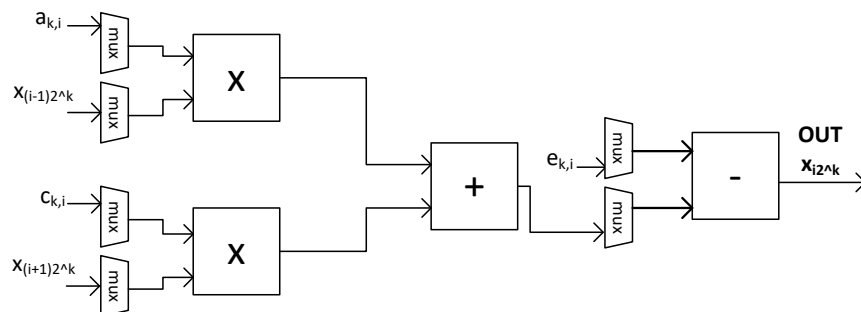 a_{k,i}
mux
X
x_{(i-1)2^k}
mux
c_{k,i}
mux
X
x_{(i+1)2^k}
mux
+
e_{k,i}
mux
mux
-
OUT
x_{i2^k}